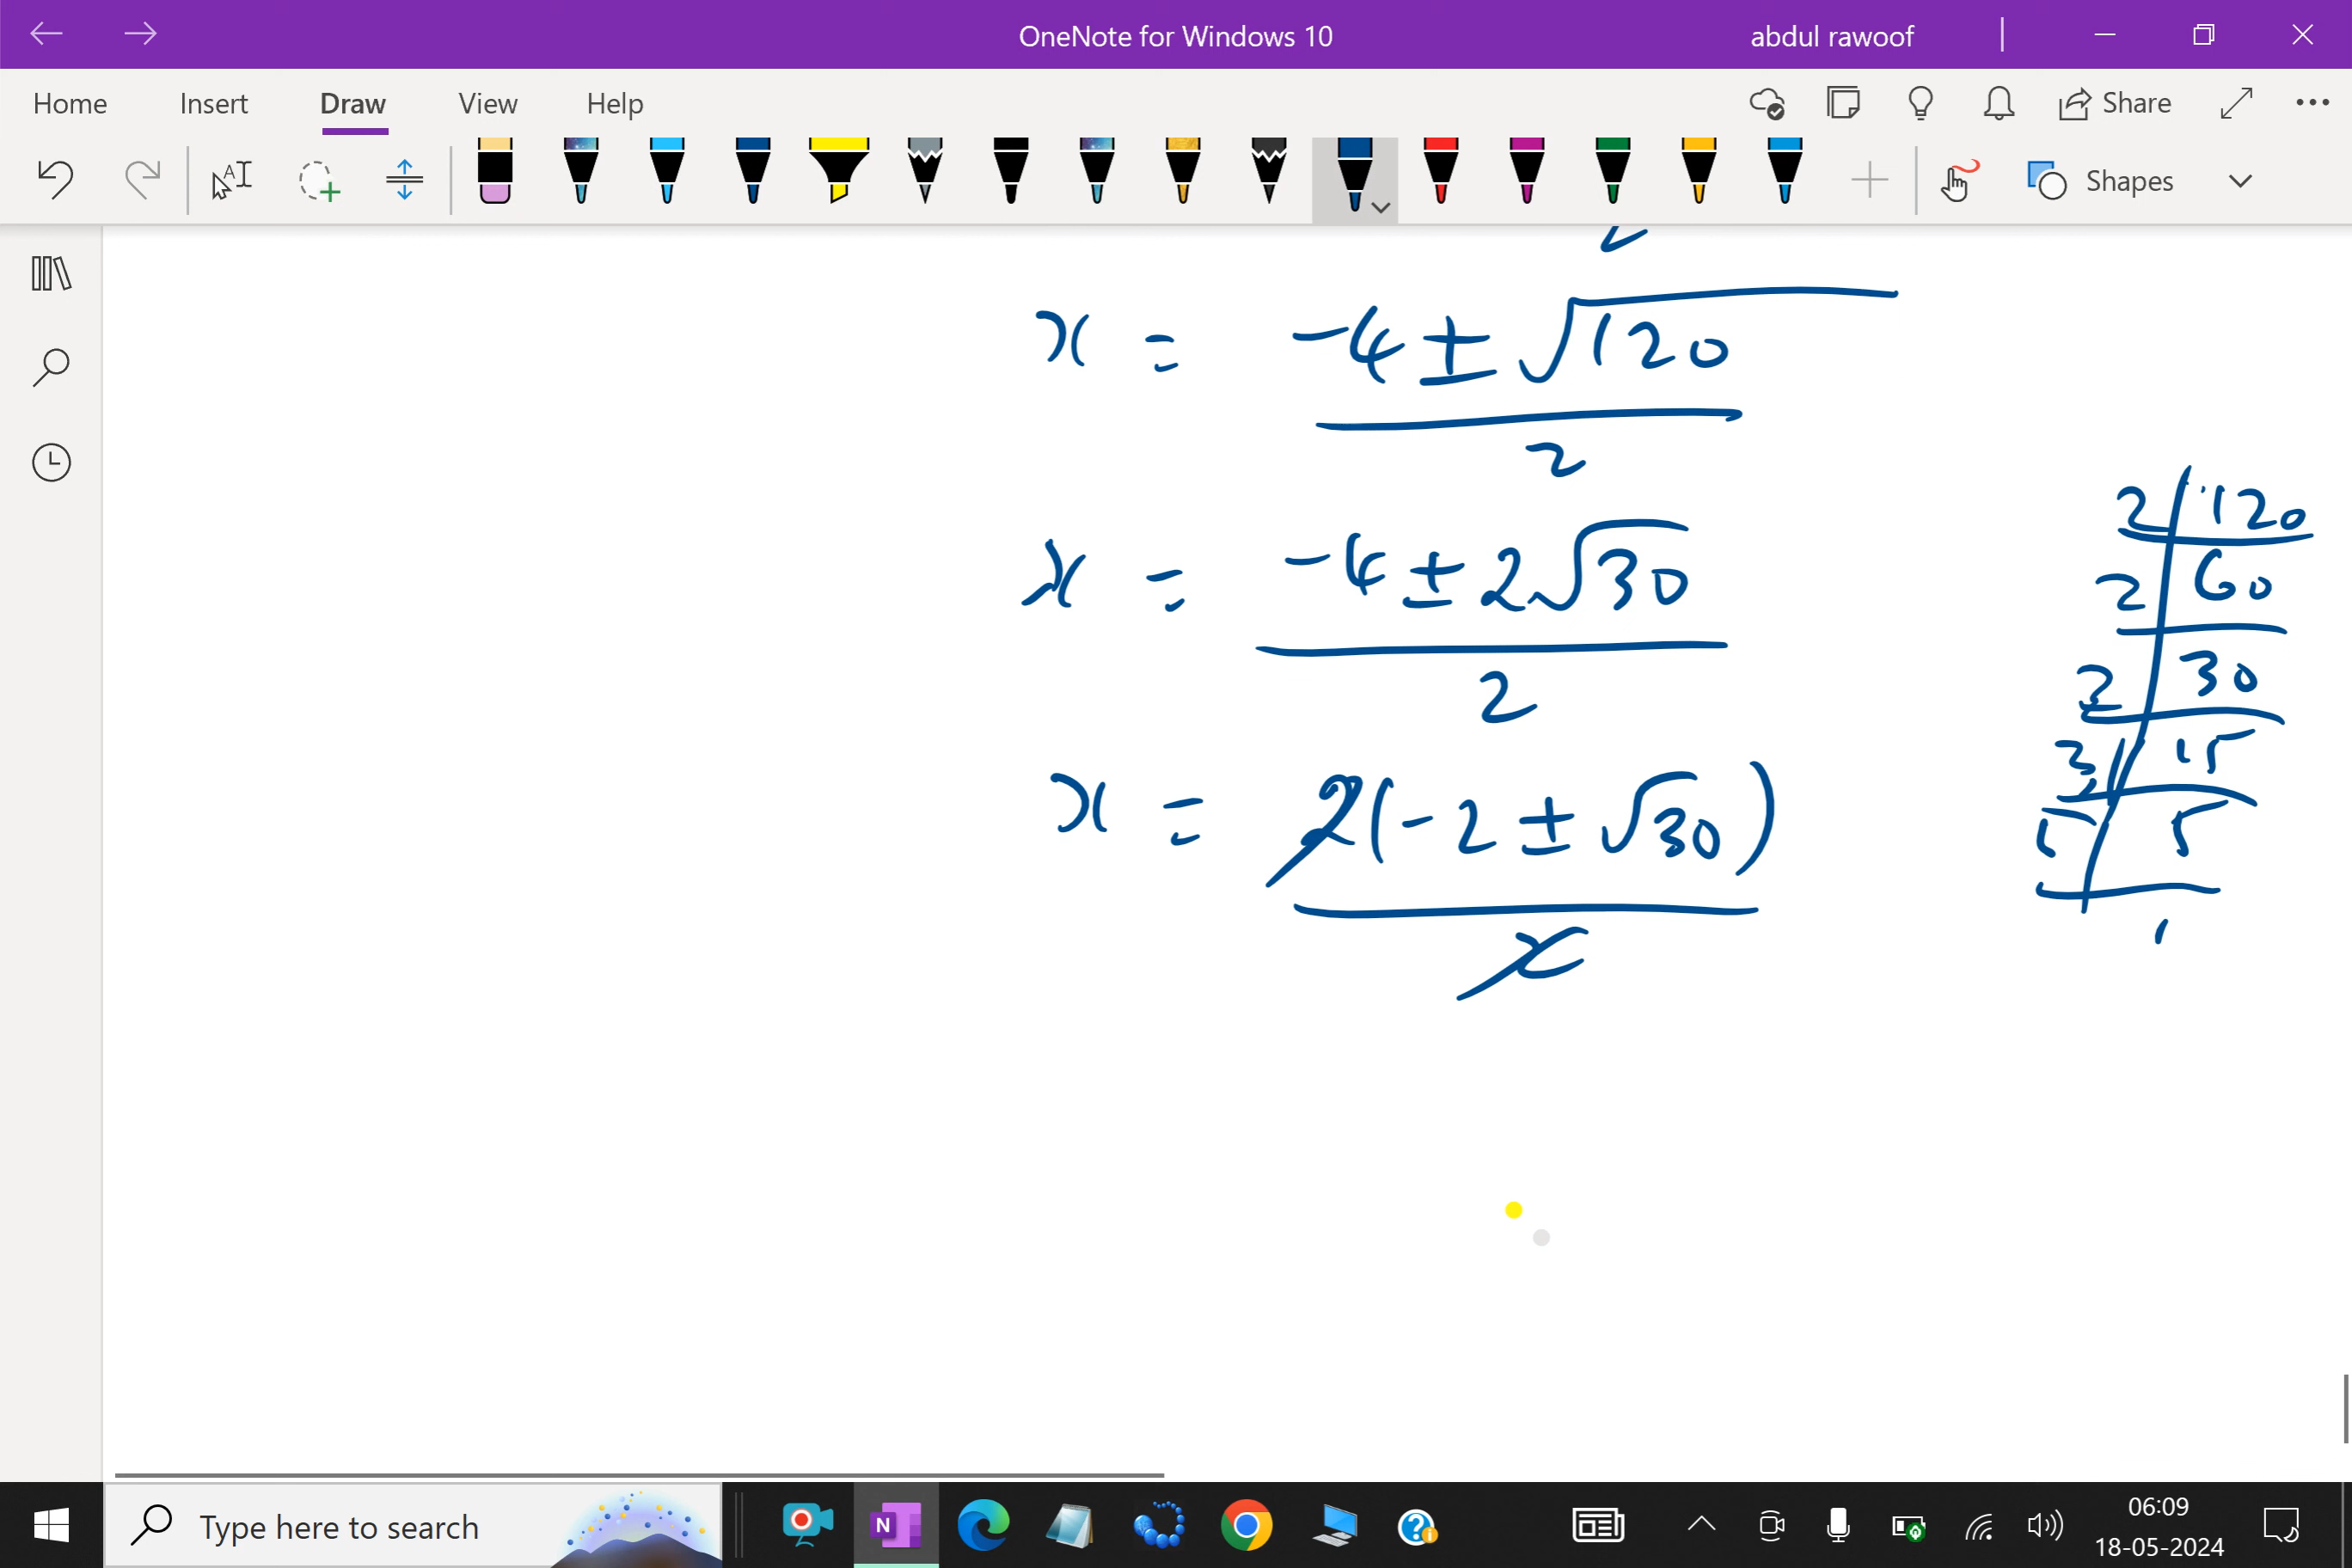 OneNote for Windows 10
abdul rawoof
Home Insert Draw View Help
Share
Shapes
2
x = -4 ± √120
2
x = -4 ± 2√30
2
x = 2(-2 ± √30)
2
2 120
2 60
2 30
3 15
5 5
1
Type here to search
06:09
18-05-2024